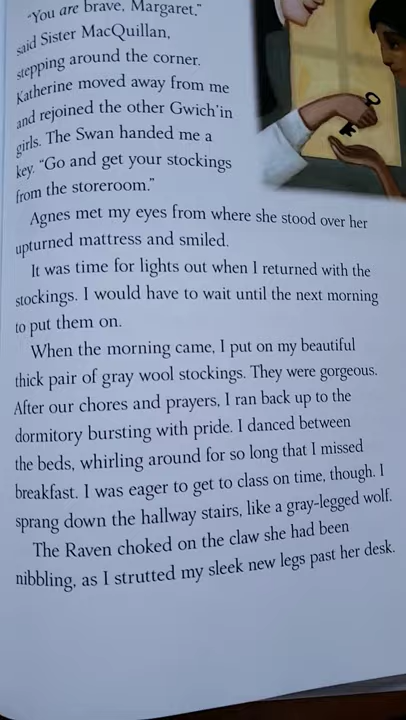 "You are brave, Margaret,"
said Sister MacQuillan,
stepping around the corner.
Katherine moved away from me
and rejoined the other Gwich'in
girls. The Swan handed me a
key. "Go and get your stockings
from the storeroom."
Agnes met my eyes from where she stood over her
upturned mattress and smiled.
It was time for lights out when I returned with the
stockings. I would have to wait until the next morning
to put them on.
When the morning came, I put on my beautiful
thick pair of gray wool stockings. They were gorgeous.
After our chores and prayers, I ran back up to the
dormitory bursting with pride. I danced between
the beds, whirling around for so long that I missed
breakfast. I was eager to get to class on time, though. I
sprang down the hallway stairs, like a gray-legged wolf.
The Raven choked on the claw she had been
nibbling, as I strutted my sleek new legs past her desk.